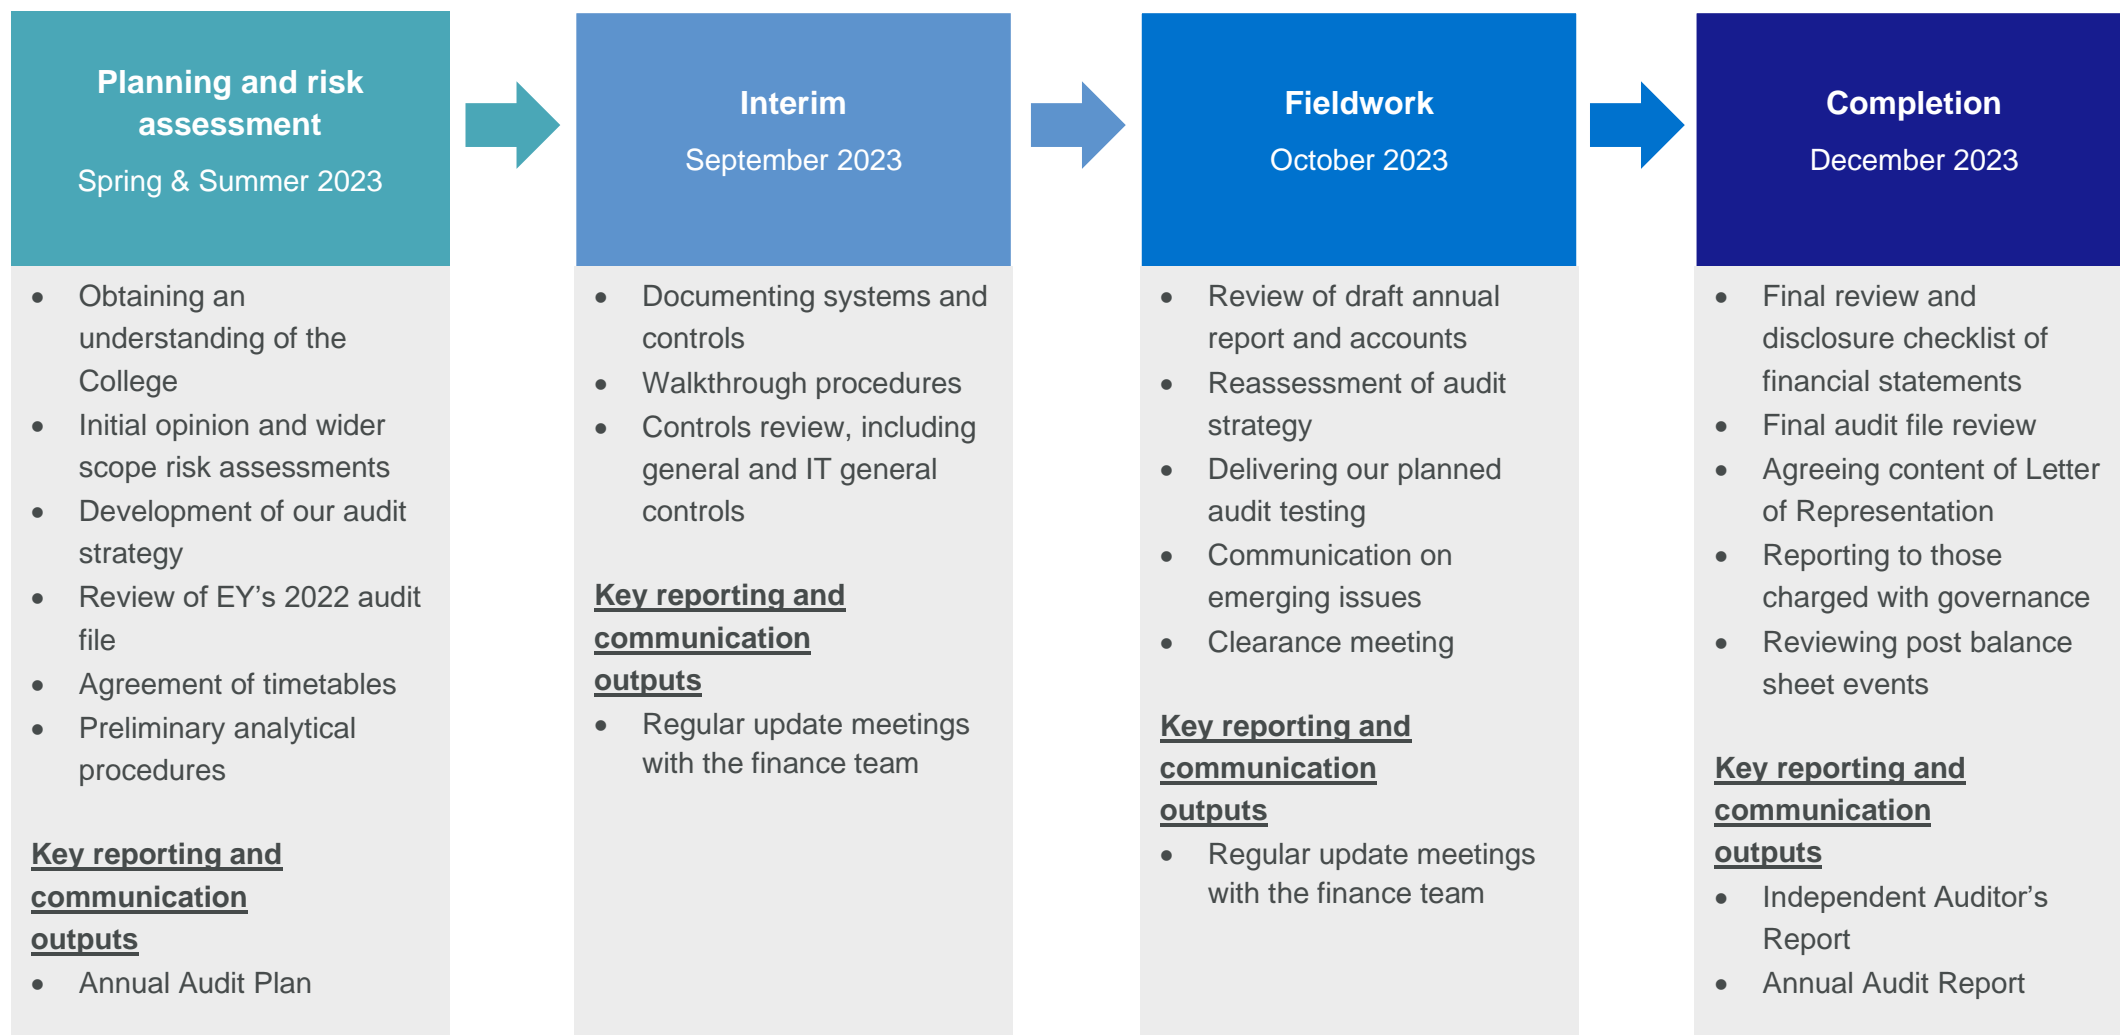 Planning and risk
assessment
Spring & Summer 2023
• Obtaining an
understanding of the
College
• Initial opinion and wider
scope risk assessments
• Development of our audit
strategy
• Review of EY’s 2022 audit
file
• Agreement of timetables
• Preliminary analytical
procedures
Key reporting and
communication
outputs
• Annual Audit Plan
Interim
September 2023
• Documenting systems and
controls
• Walkthrough procedures
• Controls review, including
general and IT general
controls
Key reporting and
communication
outputs
• Regular update meetings
with the finance team
Fieldwork
October 2023
• Review of draft annual
report and accounts
• Reassessment of audit
strategy
• Delivering our planned
audit testing
• Communication on
emerging issues
• Clearance meeting
Key reporting and
communication
outputs
• Regular update meetings
with the finance team
Completion
December 2023
• Final review and
disclosure checklist of
financial statements
• Final audit file review
• Agreeing content of Letter
of Representation
• Reporting to those
charged with governance
• Reviewing post balance
sheet events
Key reporting and
communication
outputs
• Independent Auditor’s
Report
• Annual Audit Report